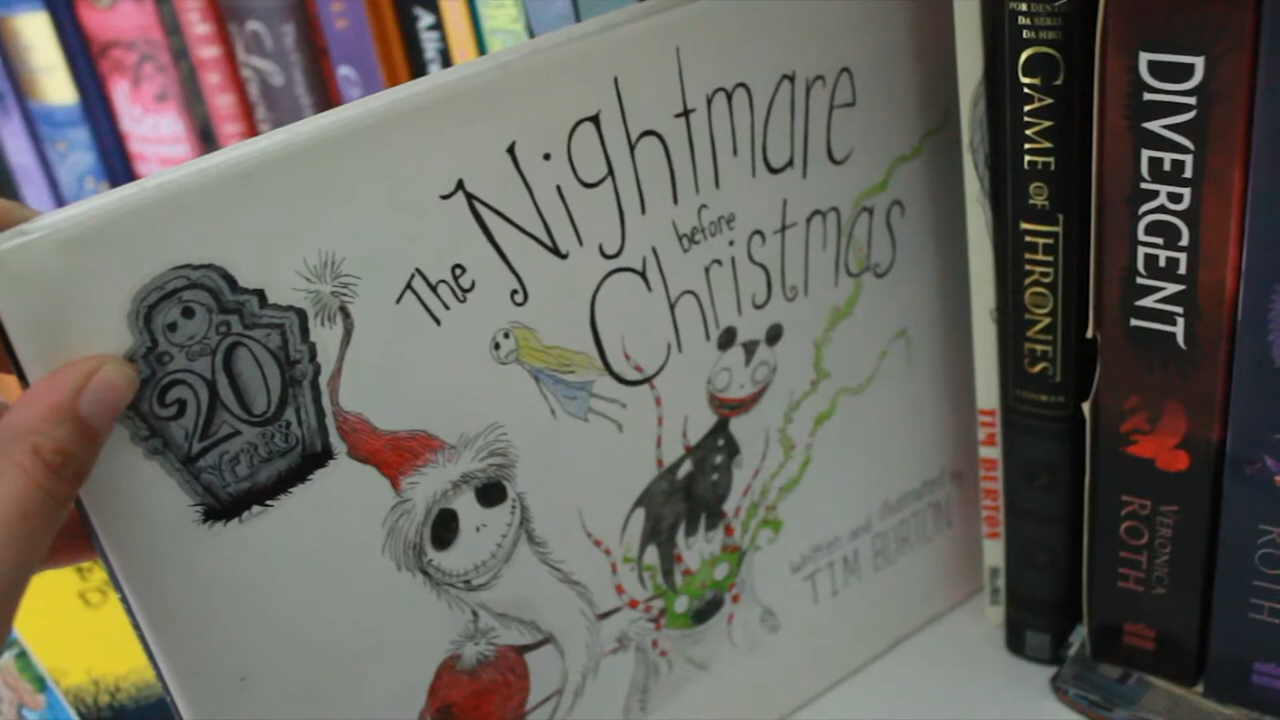 The Nightmare
before
Christmas
20
YEARS
written and illustrated by
TIM BURTON
TIM BURTON
POR DENTRO
DA SÉRIE
DA HBO
GAME OF THRONES
DIVERGENT
VERONICA
ROTH
ROTH